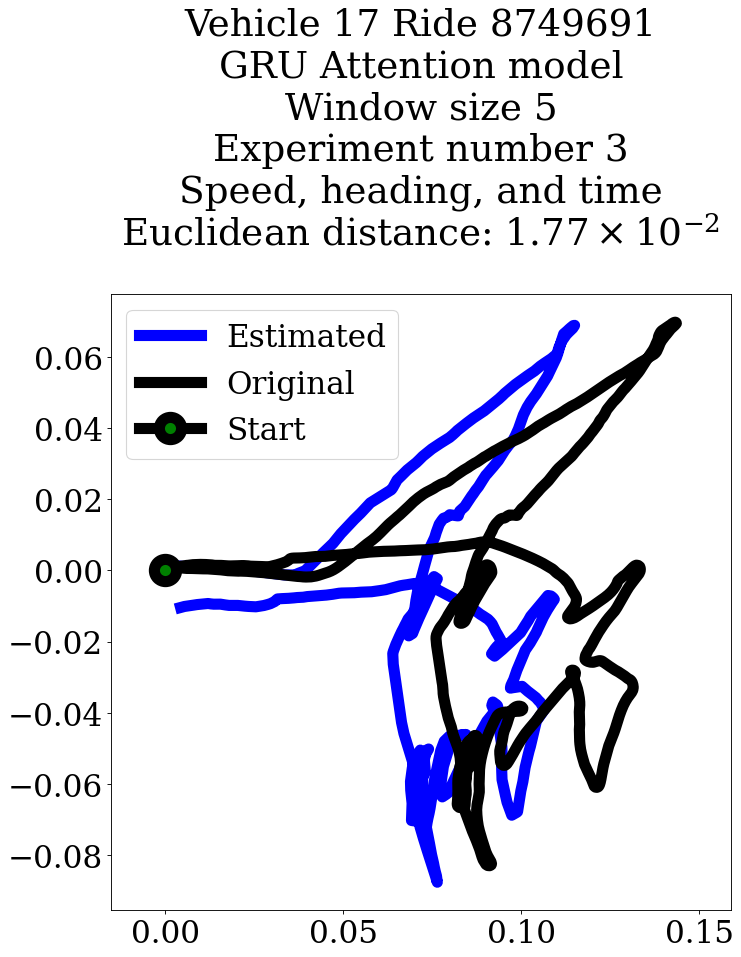 Vehicle 17 Ride 8749691
GRU Attention model
Window size 5
Experiment number 3
Speed, heading, and time
Euclidean distance: 1.77 × 10⁻²
Estimated
Original
Start
0.06
0.04
0.02
0.00
−0.02
−0.04
−0.06
−0.08
0.00 0.05 0.10 0.15